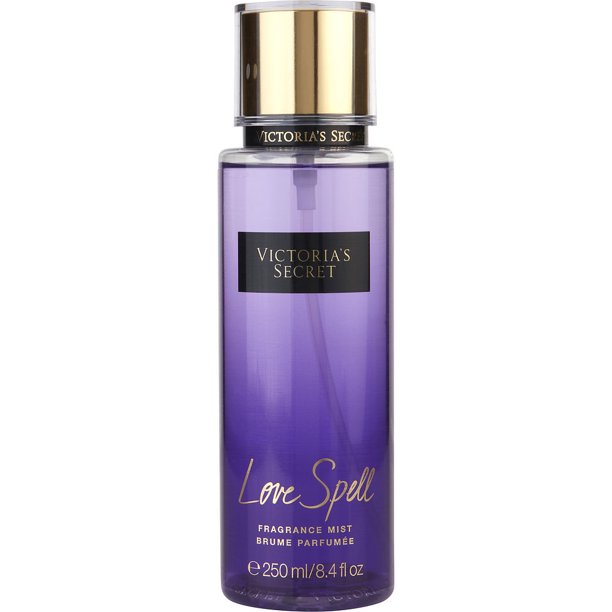 VICTORIA'S SECRET
VICTORIA'S
SECRET
Love Spell
FRAGRANCE MIST
BRUME PARFUMÉE
℮ 250 ml/8.4 fl oz